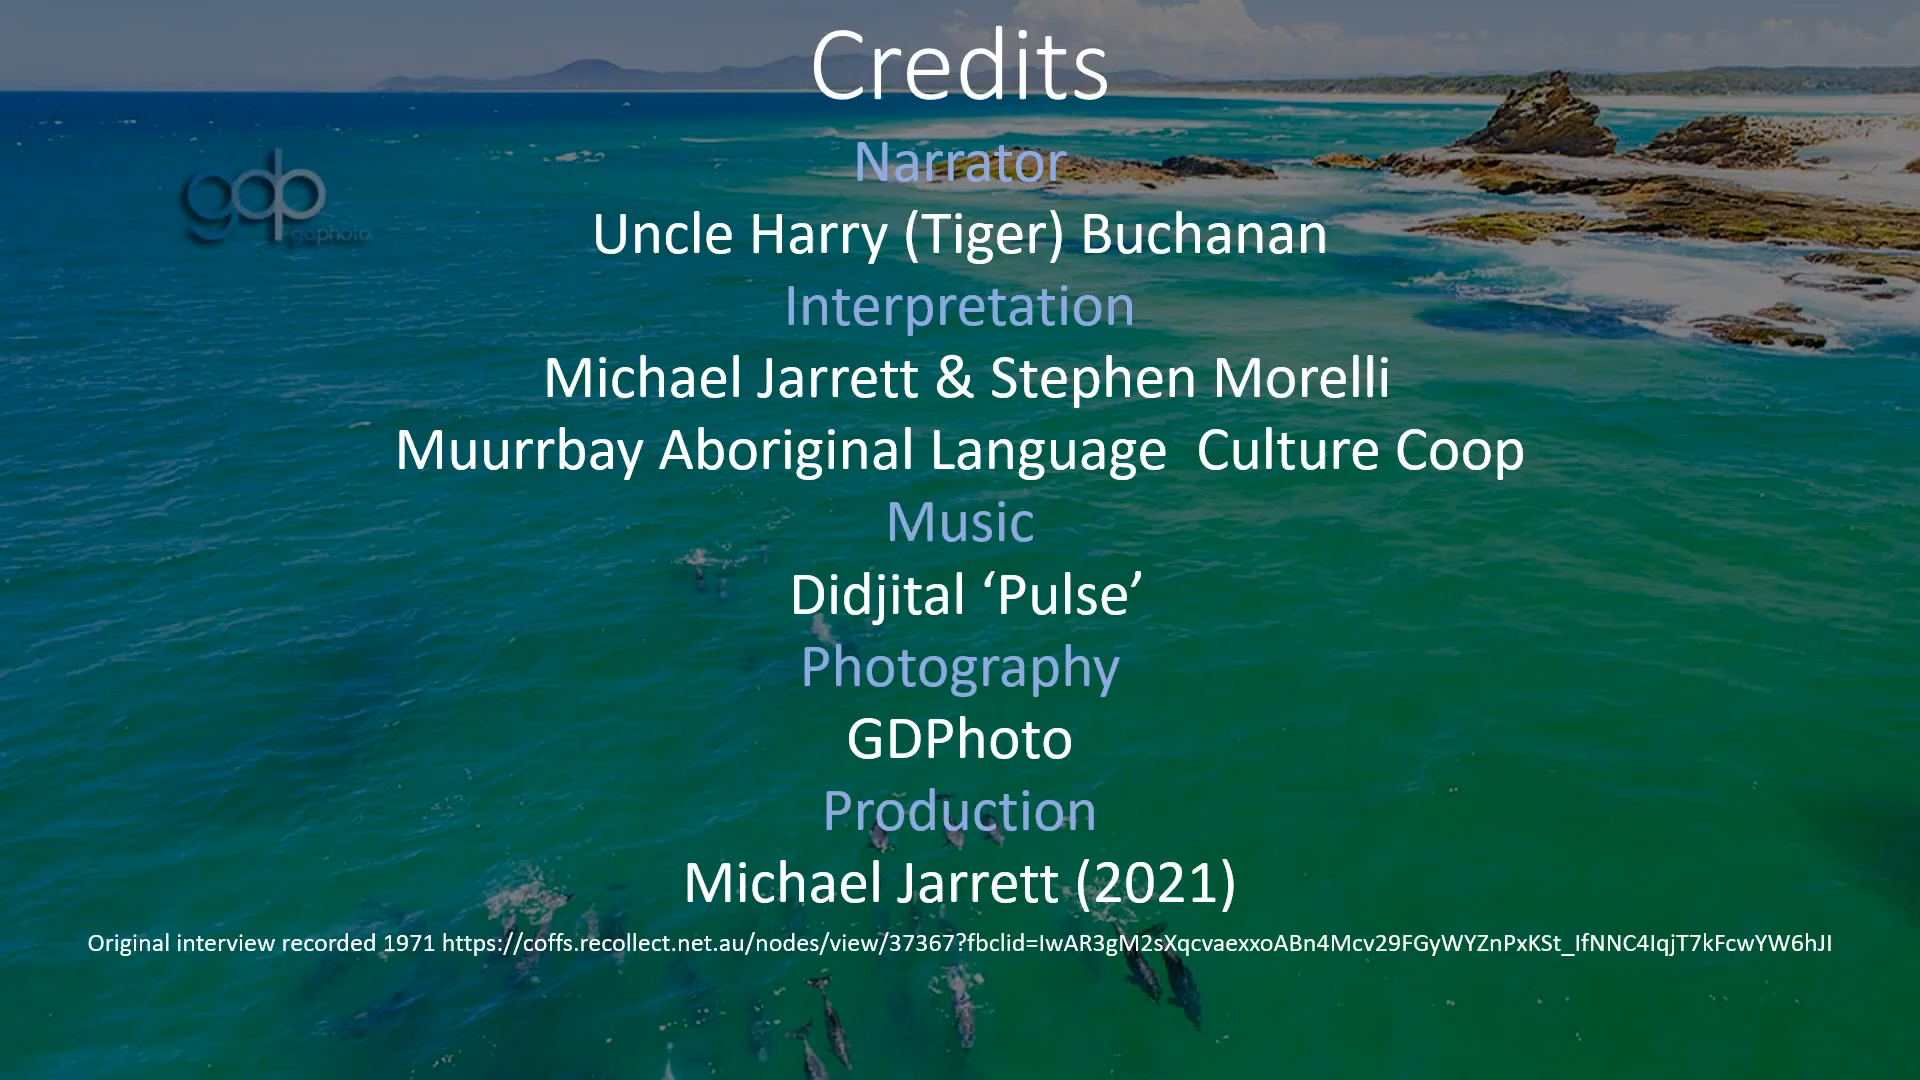 Credits
gdp
gdphoto
Narrator
Uncle Harry (Tiger) Buchanan
Interpretation
Michael Jarrett & Stephen Morelli
Muurrbay Aboriginal Language  Culture Coop
Music
Didjital ‘Pulse’
Photography
GDPhoto
Production
Michael Jarrett (2021)
Original interview recorded 1971 https://coffs.recollect.net.au/nodes/view/37367?fbclid=IwAR3gM2sXqcvaexxoABn4Mcv29FGyWYZnPxKSt_IfNNC4IqjT7kFcwYW6hJI